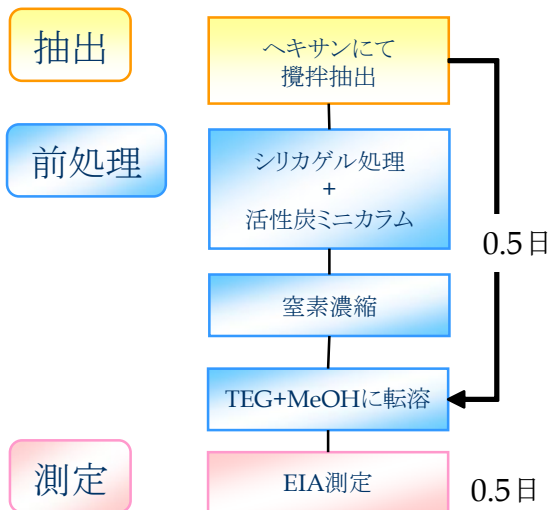 抽出
ヘキサンにて
攪拌抽出
前処理
シリカゲル処理
+
活性炭ミニカラム
0.5日
窒素濃縮
TEG+MeOHに転溶
測定
EIA測定
0.5日